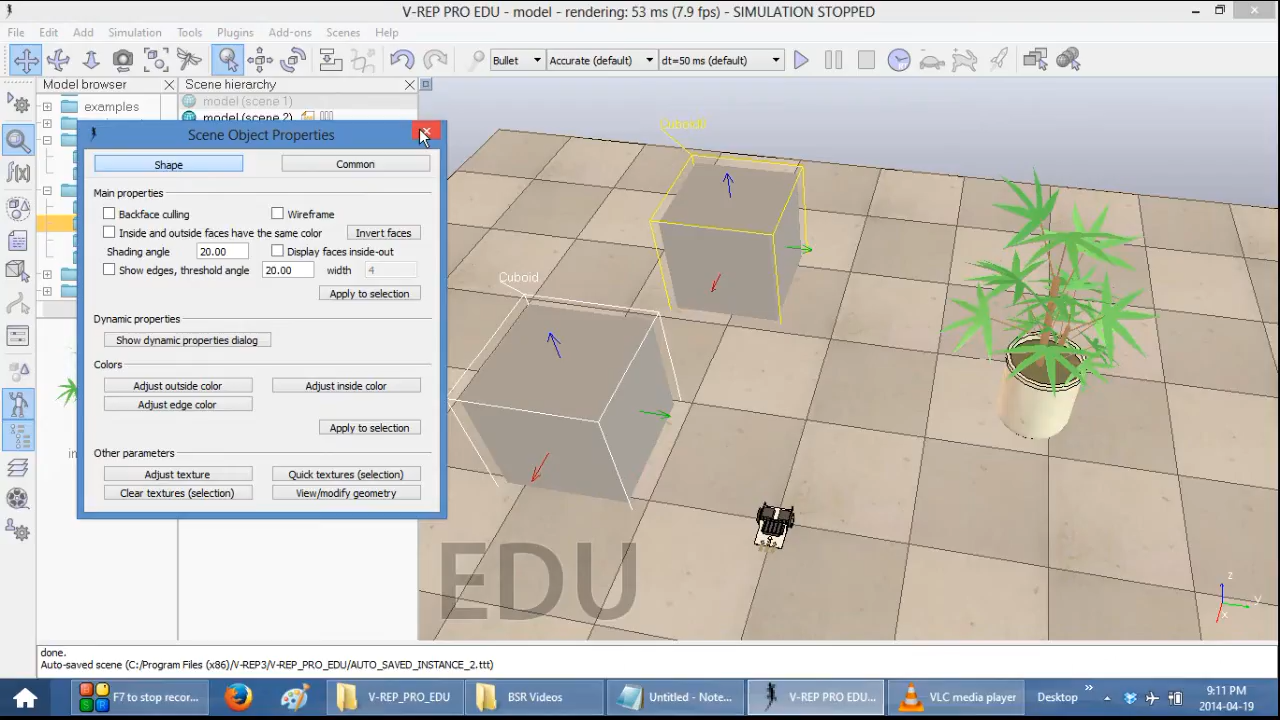 V-REP PRO EDU - model - rendering: 53 ms (7.9 fps) - SIMULATION STOPPED
File Edit Add Simulation Tools Plugins Add-ons Scenes Help
Bullet Accurate (default) dt=50 ms (default)
Model browser
Scene hierarchy
examples
model (scene 1)
model (scene 2)
Scene Object Properties
Shape Common
Main properties
Backface culling Wireframe
Inside and outside faces have the same color Invert faces
Shading angle 20.00 Display faces inside-out
Show edges, threshold angle 20.00 width 4
Apply to selection
Dynamic properties
Show dynamic properties dialog
Colors
Adjust outside color Adjust inside color
Adjust edge color
Apply to selection
Other parameters
Adjust texture Quick textures (selection)
Clear textures (selection) View/modify geometry
Cuboid0
Cuboid
EDU
z
y
x
done.
Auto-saved scene (C:/Program Files (x86)/V-REP3/V-REP_PRO_EDU/AUTO_SAVED_INSTANCE_2.ttt)
F7 to stop recor... V-REP_PRO_EDU BSR Videos Untitled - Note... V-REP PRO EDU... VLC media player Desktop
9:11 PM
2014-04-19